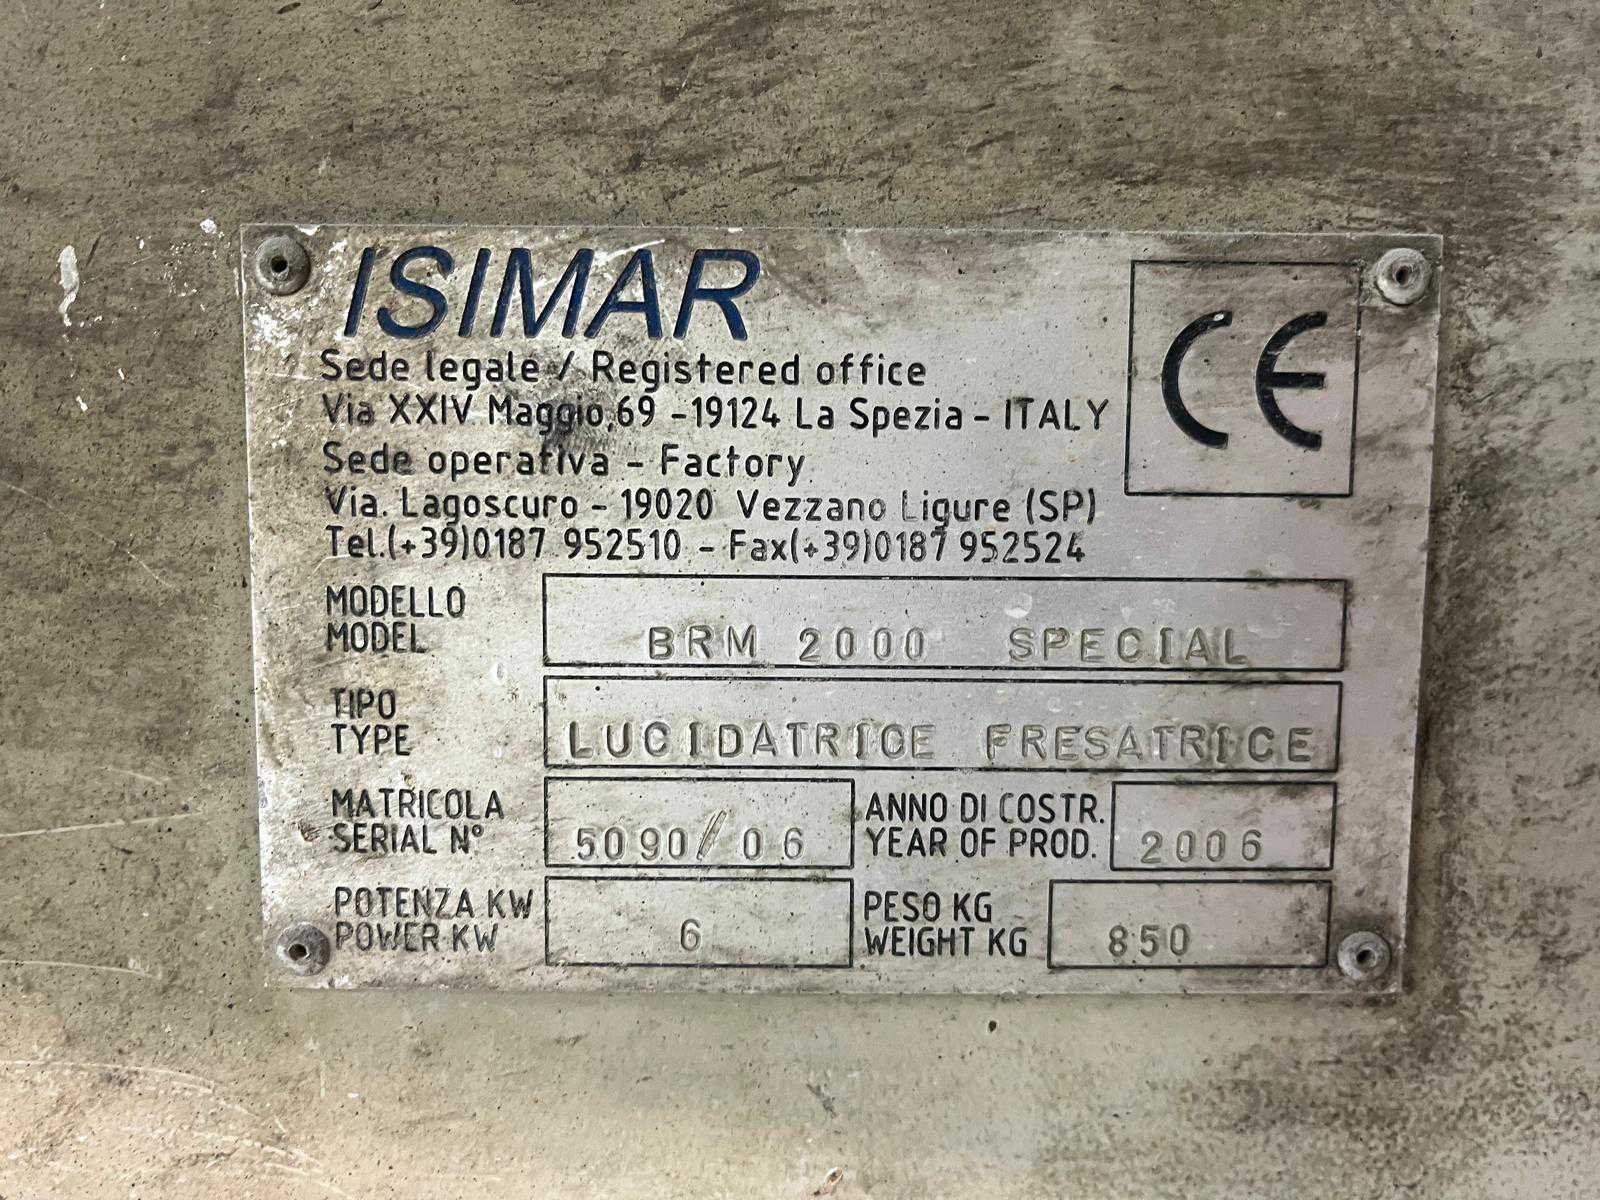 ISIMAR
CE
Sede legale / Registered office
Via XXIV Maggio,69 -19124 La Spezia - ITALY
Sede operativa - Factory
Via. Lagoscuro - 19020 Vezzano Ligure (SP)
Tel.(+39)0187 952510 - Fax(+39)0187 952524
MODELLO
MODEL BRM 2000 SPECIAL
TIPO
TYPE LUCIDATRICE FRESATRICE
MATRICOLA ANNO DI COSTR.
SERIAL N° 5090/06 YEAR OF PROD. 2006
POTENZA KW PESO KG
POWER KW 6 WEIGHT KG 850